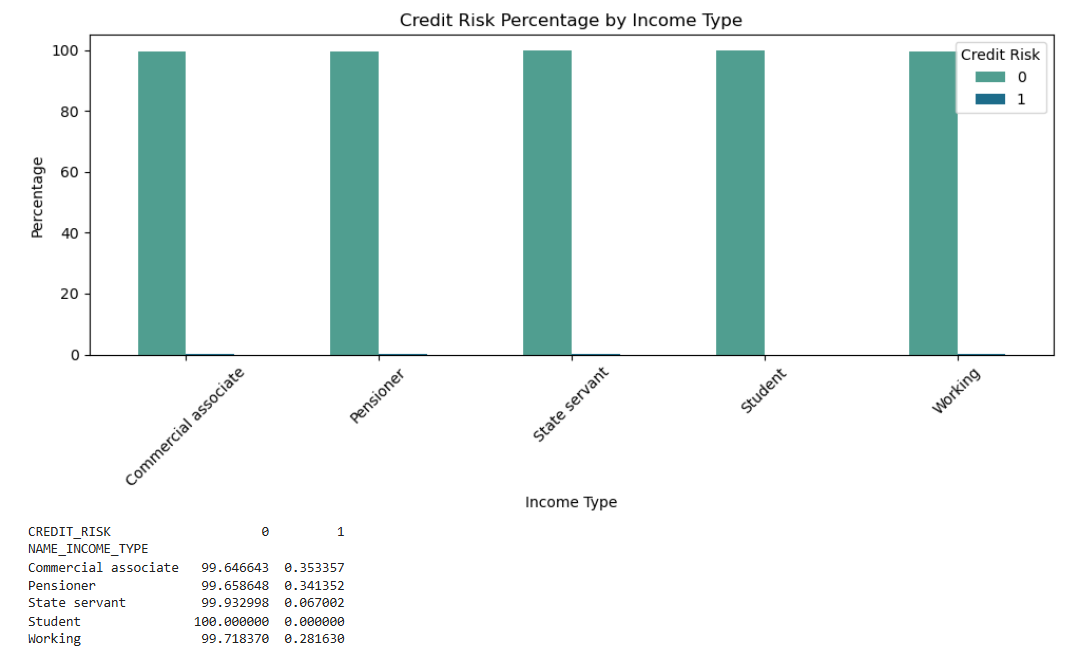 Credit Risk Percentage by Income Type
Credit Risk
0
1
100
80
60
40
20
0
Percentage
Commercial associate
Pensioner
State servant
Student
Working
Income Type
CREDIT_RISK 0 1
NAME_INCOME_TYPE
Commercial associate 99.646643 0.353357
Pensioner 99.658648 0.341352
State servant 99.932998 0.067002
Student 100.000000 0.000000
Working 99.718370 0.281630